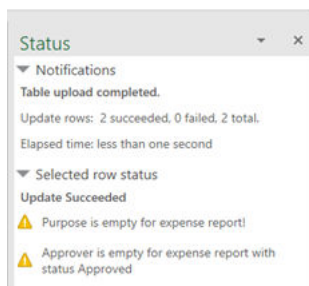 Status
Notifications
Table upload completed.
Update rows: 2 succeeded, 0 failed, 2 total.
Elapsed time: less than one second
Selected row status
Update Succeeded
Purpose is empty for expense report!
Approver is empty for expense report with
status Approved